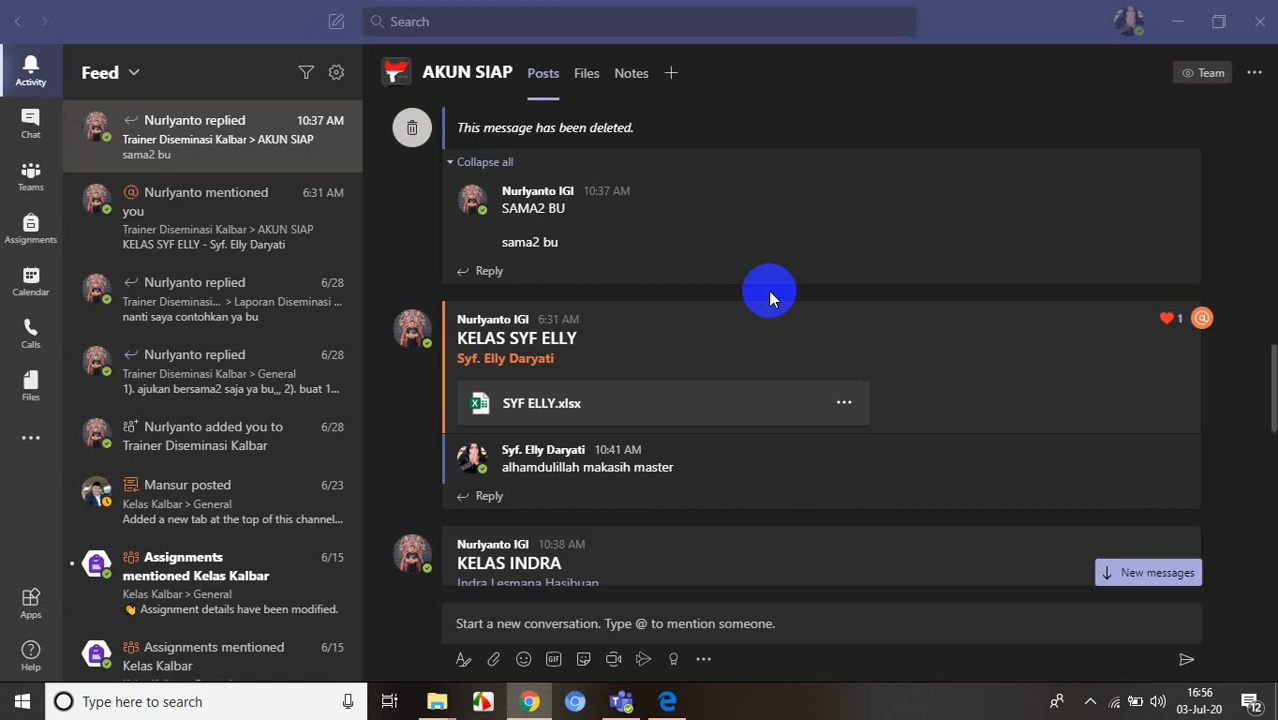 Search
Activity
Chat
Teams
Assignments
Calendar
Calls
Files
Apps
Help
Feed
Nurlyanto replied 10:37 AM
Trainer Diseminasi Kalbar > AKUN SIAP
sama2 bu
Nurlyanto mentioned 6:31 AM
you
Trainer Diseminasi Kalbar > AKUN SIAP
KELAS SYF ELLY - Syf. Elly Daryati
Nurlyanto replied 6/28
Trainer Diseminasi... > Laporan Diseminasi ...
nanti saya contohkan ya bu
Nurlyanto replied 6/28
Trainer Diseminasi Kalbar > General
1). ajukan bersama2 saja ya bu,,, 2). buat 1...
Nurlyanto added you to 6/28
Trainer Diseminasi Kalbar
Mansur posted 6/23
Kelas Kalbar > General
Added a new tab at the top of this channel...
Assignments 6/15
mentioned Kelas Kalbar
Kelas Kalbar > General
Assignment details have been modified.
Assignments mentioned 6/15
Kelas Kalbar
AKUN SIAP Posts Files Notes
Team
This message has been deleted.
Collapse all
Nurlyanto IGI 10:37 AM
SAMA2 BU
sama2 bu
Reply
Nurlyanto IGI 6:31 AM
1
KELAS SYF ELLY
Syf. Elly Daryati
SYF ELLY.xlsx
Syf. Elly Daryati 10:41 AM
alhamdulillah makasih master
Reply
Nurlyanto IGI 10:38 AM
KELAS INDRA
Indra Lesmana Hasibuan
New messages
Start a new conversation. Type @ to mention someone.
GIF
Type here to search
16:56
03-Jul-20
12